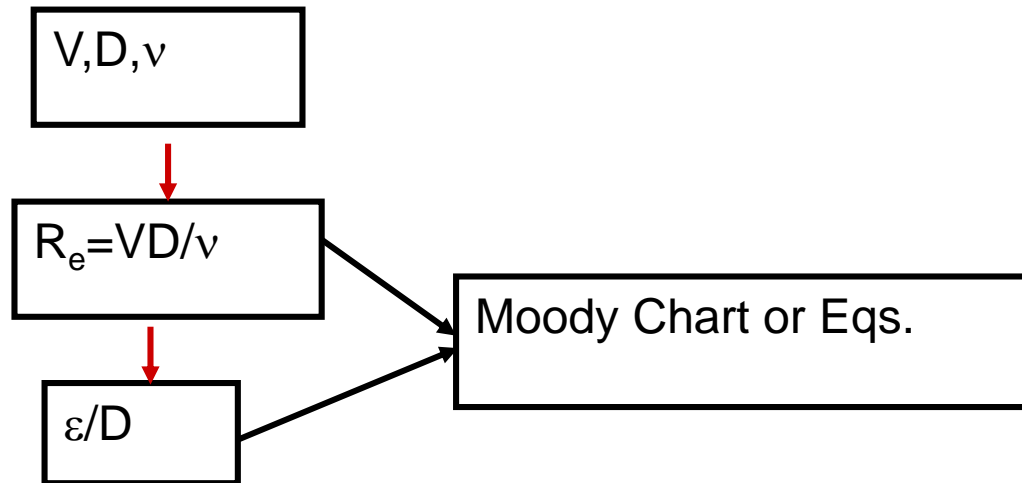 V,D,ν
Re=VD/ν
ε/D
Moody Chart or Eqs.